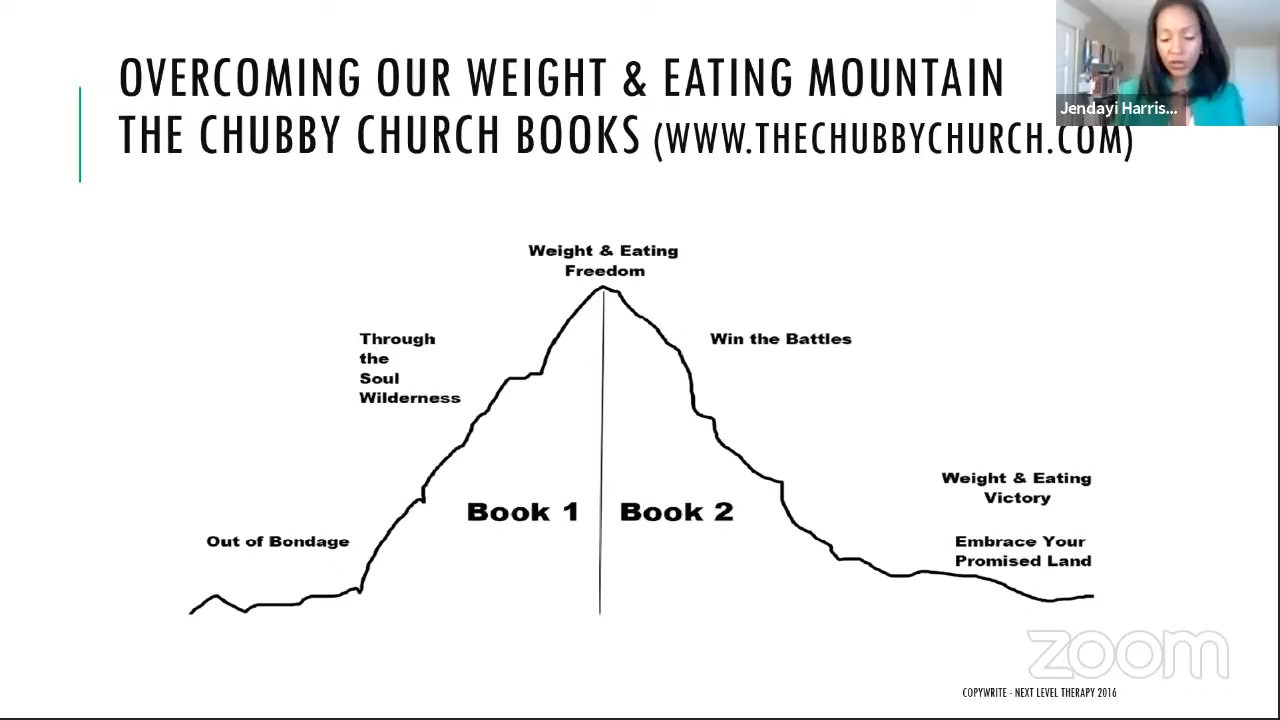 OVERCOMING OUR WEIGHT & EATING MOUNTAIN
THE CHUBBY CHURCH BOOKS (WWW.THECHUBBYCHURCH.COM)
Jendayi Harris...
Weight & Eating
Freedom
Through
the
Soul
Wilderness
Win the Battles
Out of Bondage
Book 1
Book 2
Weight & Eating
Victory
Embrace Your
Promised Land
zoom
COPYWRITE - NEXT LEVEL THERAPY 2016